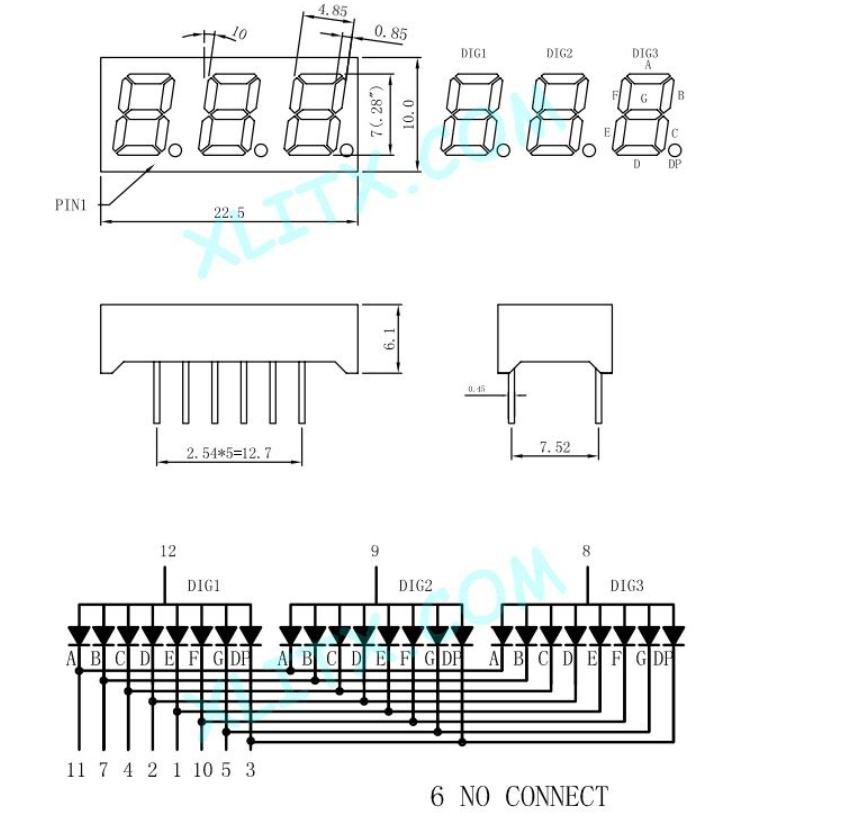 4.85
10
0.85
DIG1 DIG2 DIG3
A
F G B
E C
D DP
7(.28")
10.0
PIN1
22.5
XLITX.COM
6.1
0.45
2.54*5=12.7
7.52
12 9 8
DIG1 DIG2 DIG3
A B C D E F G DP A B C D E F G DP A B C D E F G DP
XLITX.COM
11 7 4 2 1 10 5 3
6 NO CONNECT